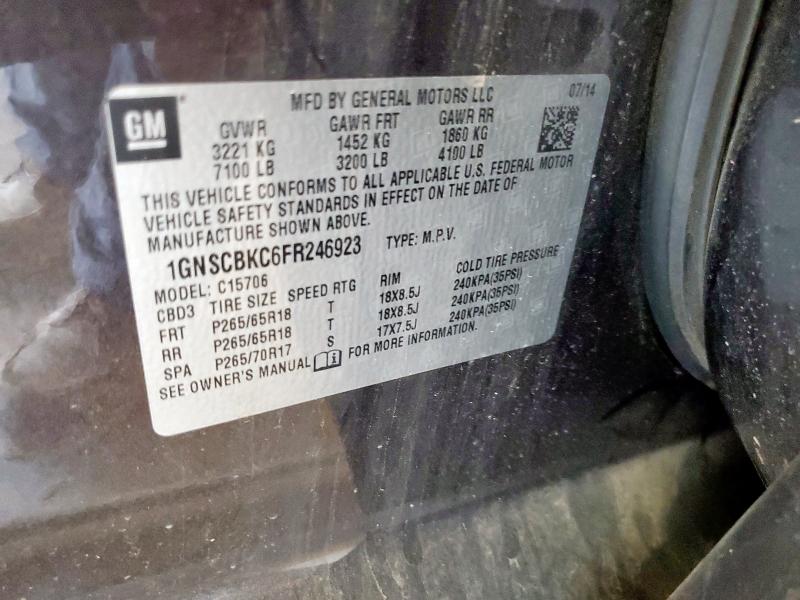 GM
MFD BY GENERAL MOTORS LLC
07/14
GVWR GAWR FRT GAWR RR
3221 KG 1452 KG 1860 KG
7100 LB 3200 LB 4100 LB
THIS VEHICLE CONFORMS TO ALL APPLICABLE U.S. FEDERAL MOTOR
VEHICLE SAFETY STANDARDS IN EFFECT ON THE DATE OF
MANUFACTURE SHOWN ABOVE.
1GNSCBKC6FR246923 TYPE: M.P.V.
MODEL: C15706
CBD3 TIRE SIZE SPEED RTG RIM COLD TIRE PRESSURE
FRT P265/65R18 T 18X8.5J 240KPA(35PSI)
RR P265/65R18 T 18X8.5J 240KPA(35PSI)
SPA P265/70R17 S 17X7.5J 240KPA(35PSI)
SEE OWNER'S MANUAL i FOR MORE INFORMATION.